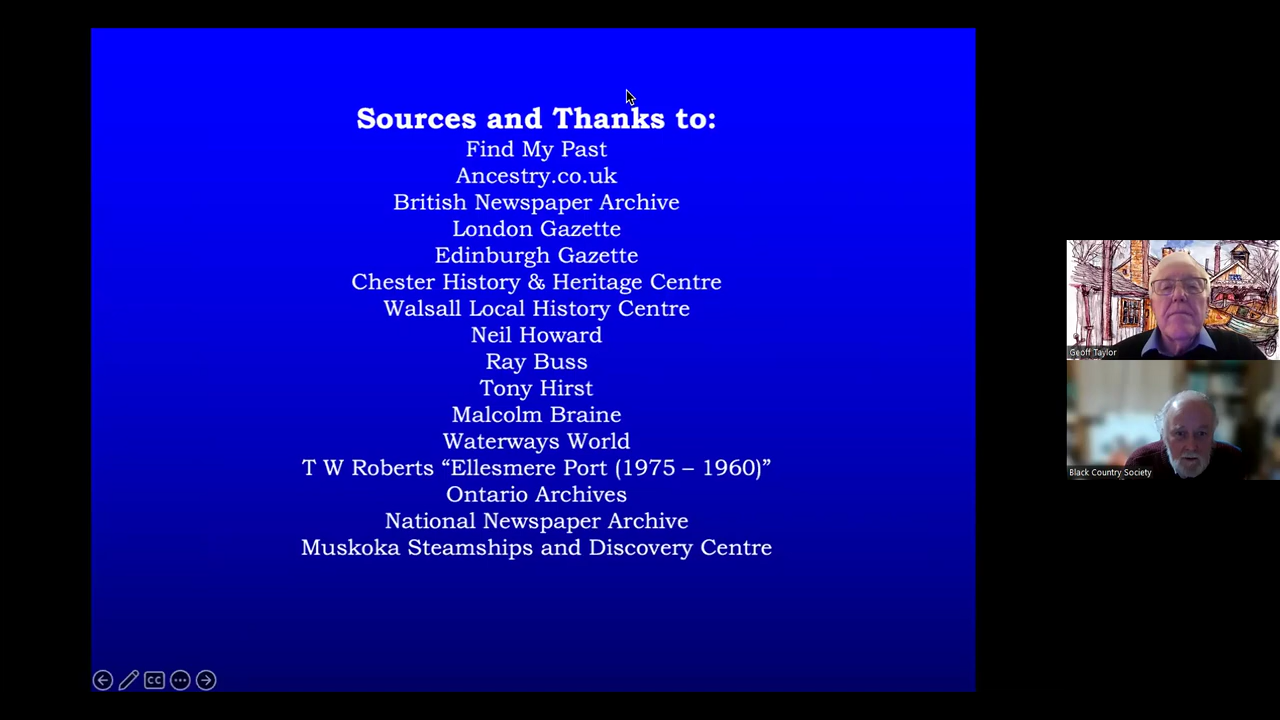 Sources and Thanks to:
Find My Past
Ancestry.co.uk
British Newspaper Archive
London Gazette
Edinburgh Gazette
Chester History & Heritage Centre
Walsall Local History Centre
Neil Howard
Ray Buss
Tony Hirst
Malcolm Braine
Waterways World
T W Roberts “Ellesmere Port (1975 – 1960)”
Ontario Archives
National Newspaper Archive
Muskoka Steamships and Discovery Centre
CC
Geoff Taylor
Black Country Society